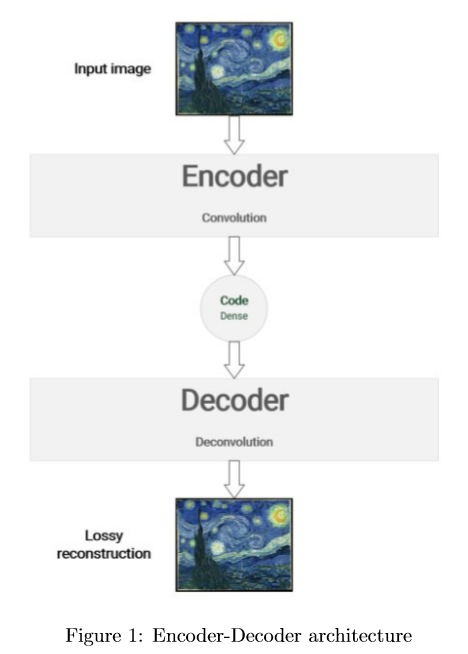 Input image
Encoder
Convolution
Code
Dense
Decoder
Deconvolution
Lossy
reconstruction
Figure 1: Encoder-Decoder architecture